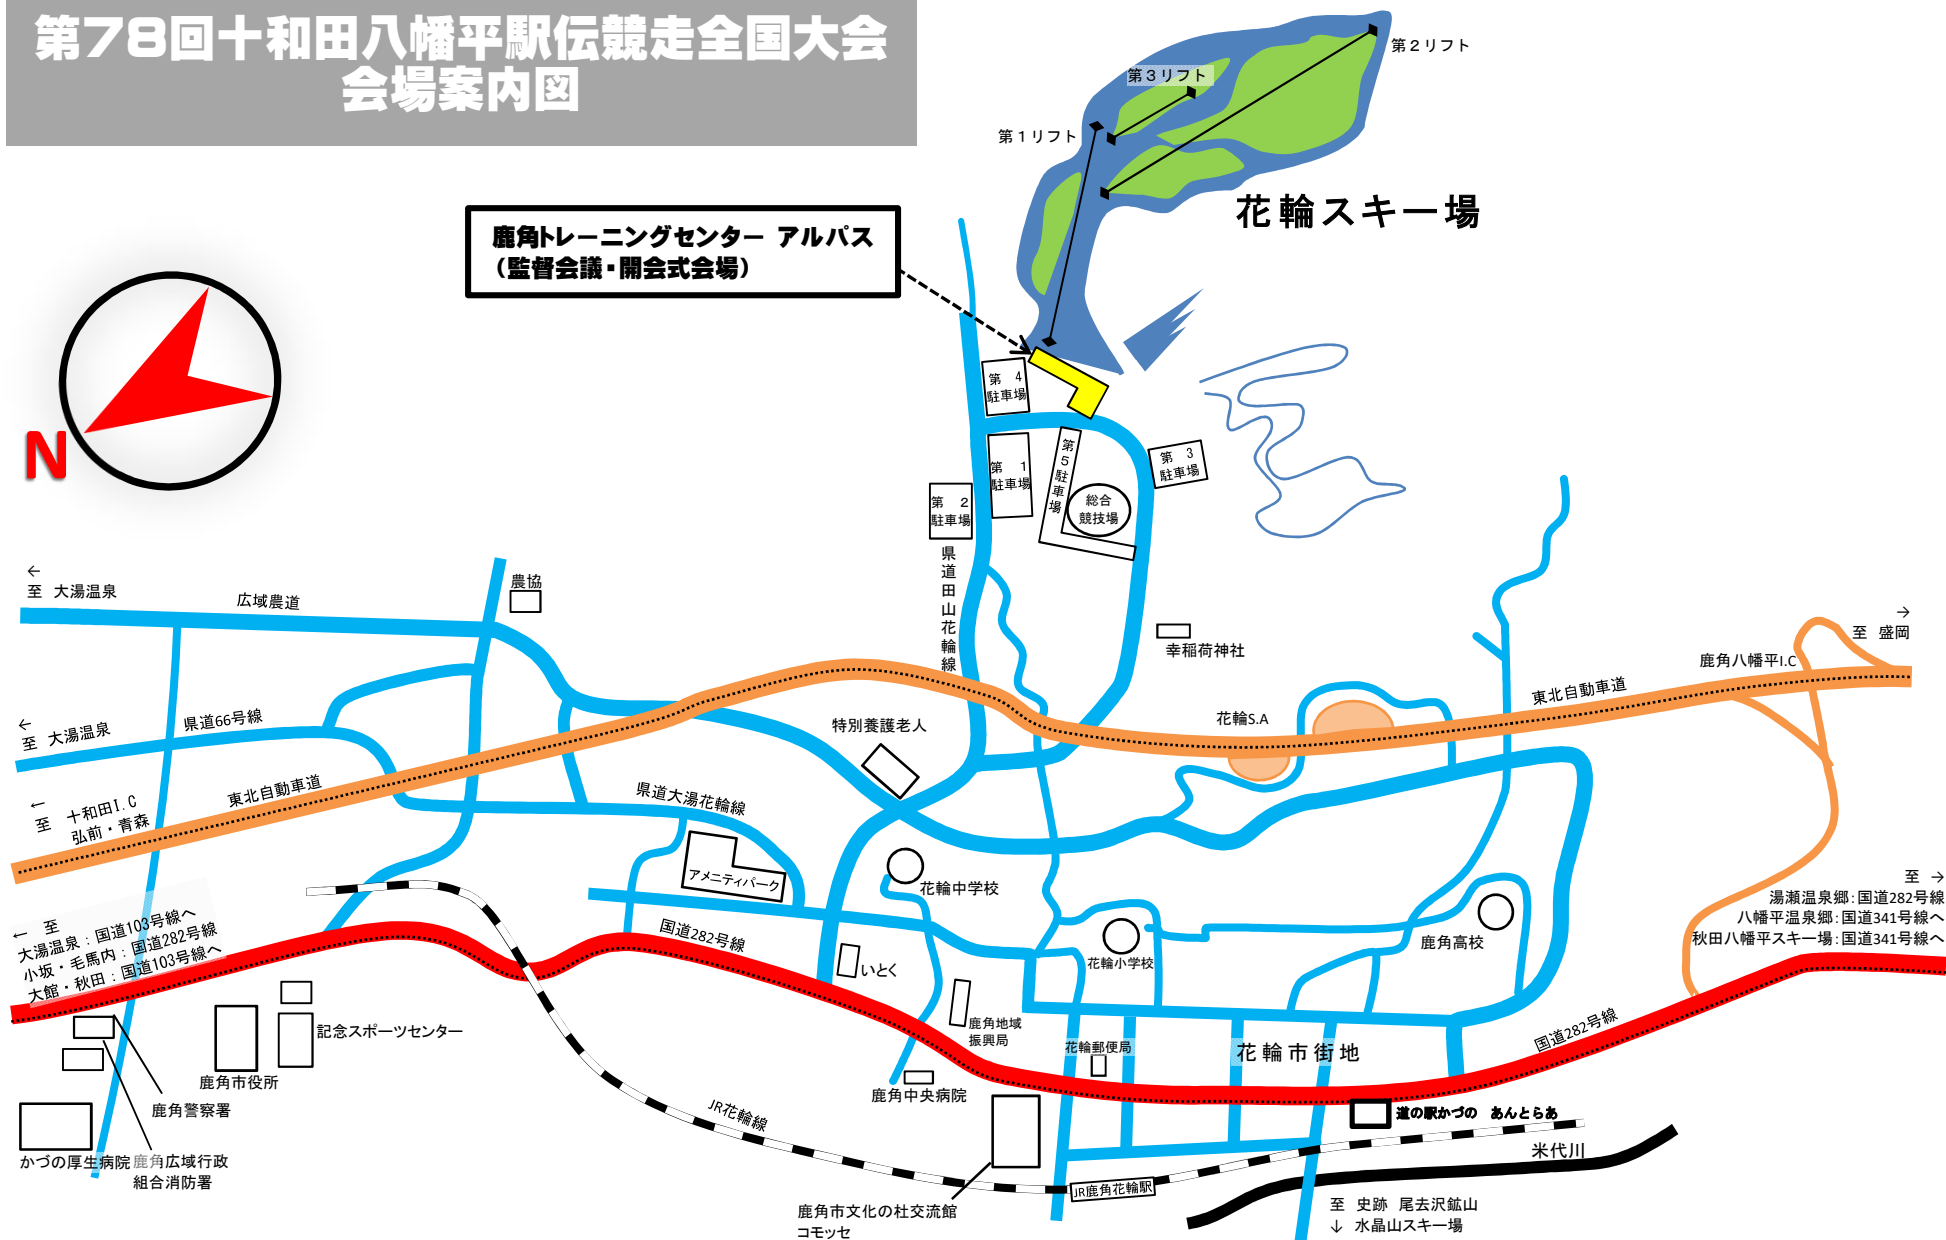 第78回十和田八幡平駅伝競走全国大会
会場案内図
第2リフト
第3リフト
第1リフト
花輪スキー場
鹿角トレーニングセンター アルパス
（監督会議・開会式会場）
N
第 4
駐車場
第 1
駐車場
第5駐車場
第 3
駐車場
第 2
駐車場
総合
競技場
県道田山花輪線
←
至 大湯温泉
広域農道
農協
幸稲荷神社
→
至 盛岡
鹿角八幡平I.C
東北自動車道
花輪S.A
←
至 大湯温泉
県道66号線
特別養護老人
←
至 十和田I.C
弘前・青森
東北自動車道
県道大湯花輪線
アメニティパーク
花輪中学校
国道282号線
花輪小学校
鹿角高校
至 →
湯瀬温泉郷：国道282号線
八幡平温泉郷：国道341号線へ
秋田八幡平スキー場：国道341号線へ
← 至
大湯温泉：国道103号線へ
小坂・毛馬内：国道282号線
大館・秋田：国道103号線へ
いとく
鹿角地域
振興局
花輪郵便局
花輪市街地
国道282号線
記念スポーツセンター
鹿角市役所
鹿角警察署
鹿角中央病院
JR花輪線
道の駅かづの あんとらあ
米代川
かづの厚生病院
鹿角広域行政
組合消防署
JR鹿角花輪駅
鹿角市文化の杜交流館
コモッセ
至 史跡 尾去沢鉱山
↓ 水晶山スキー場